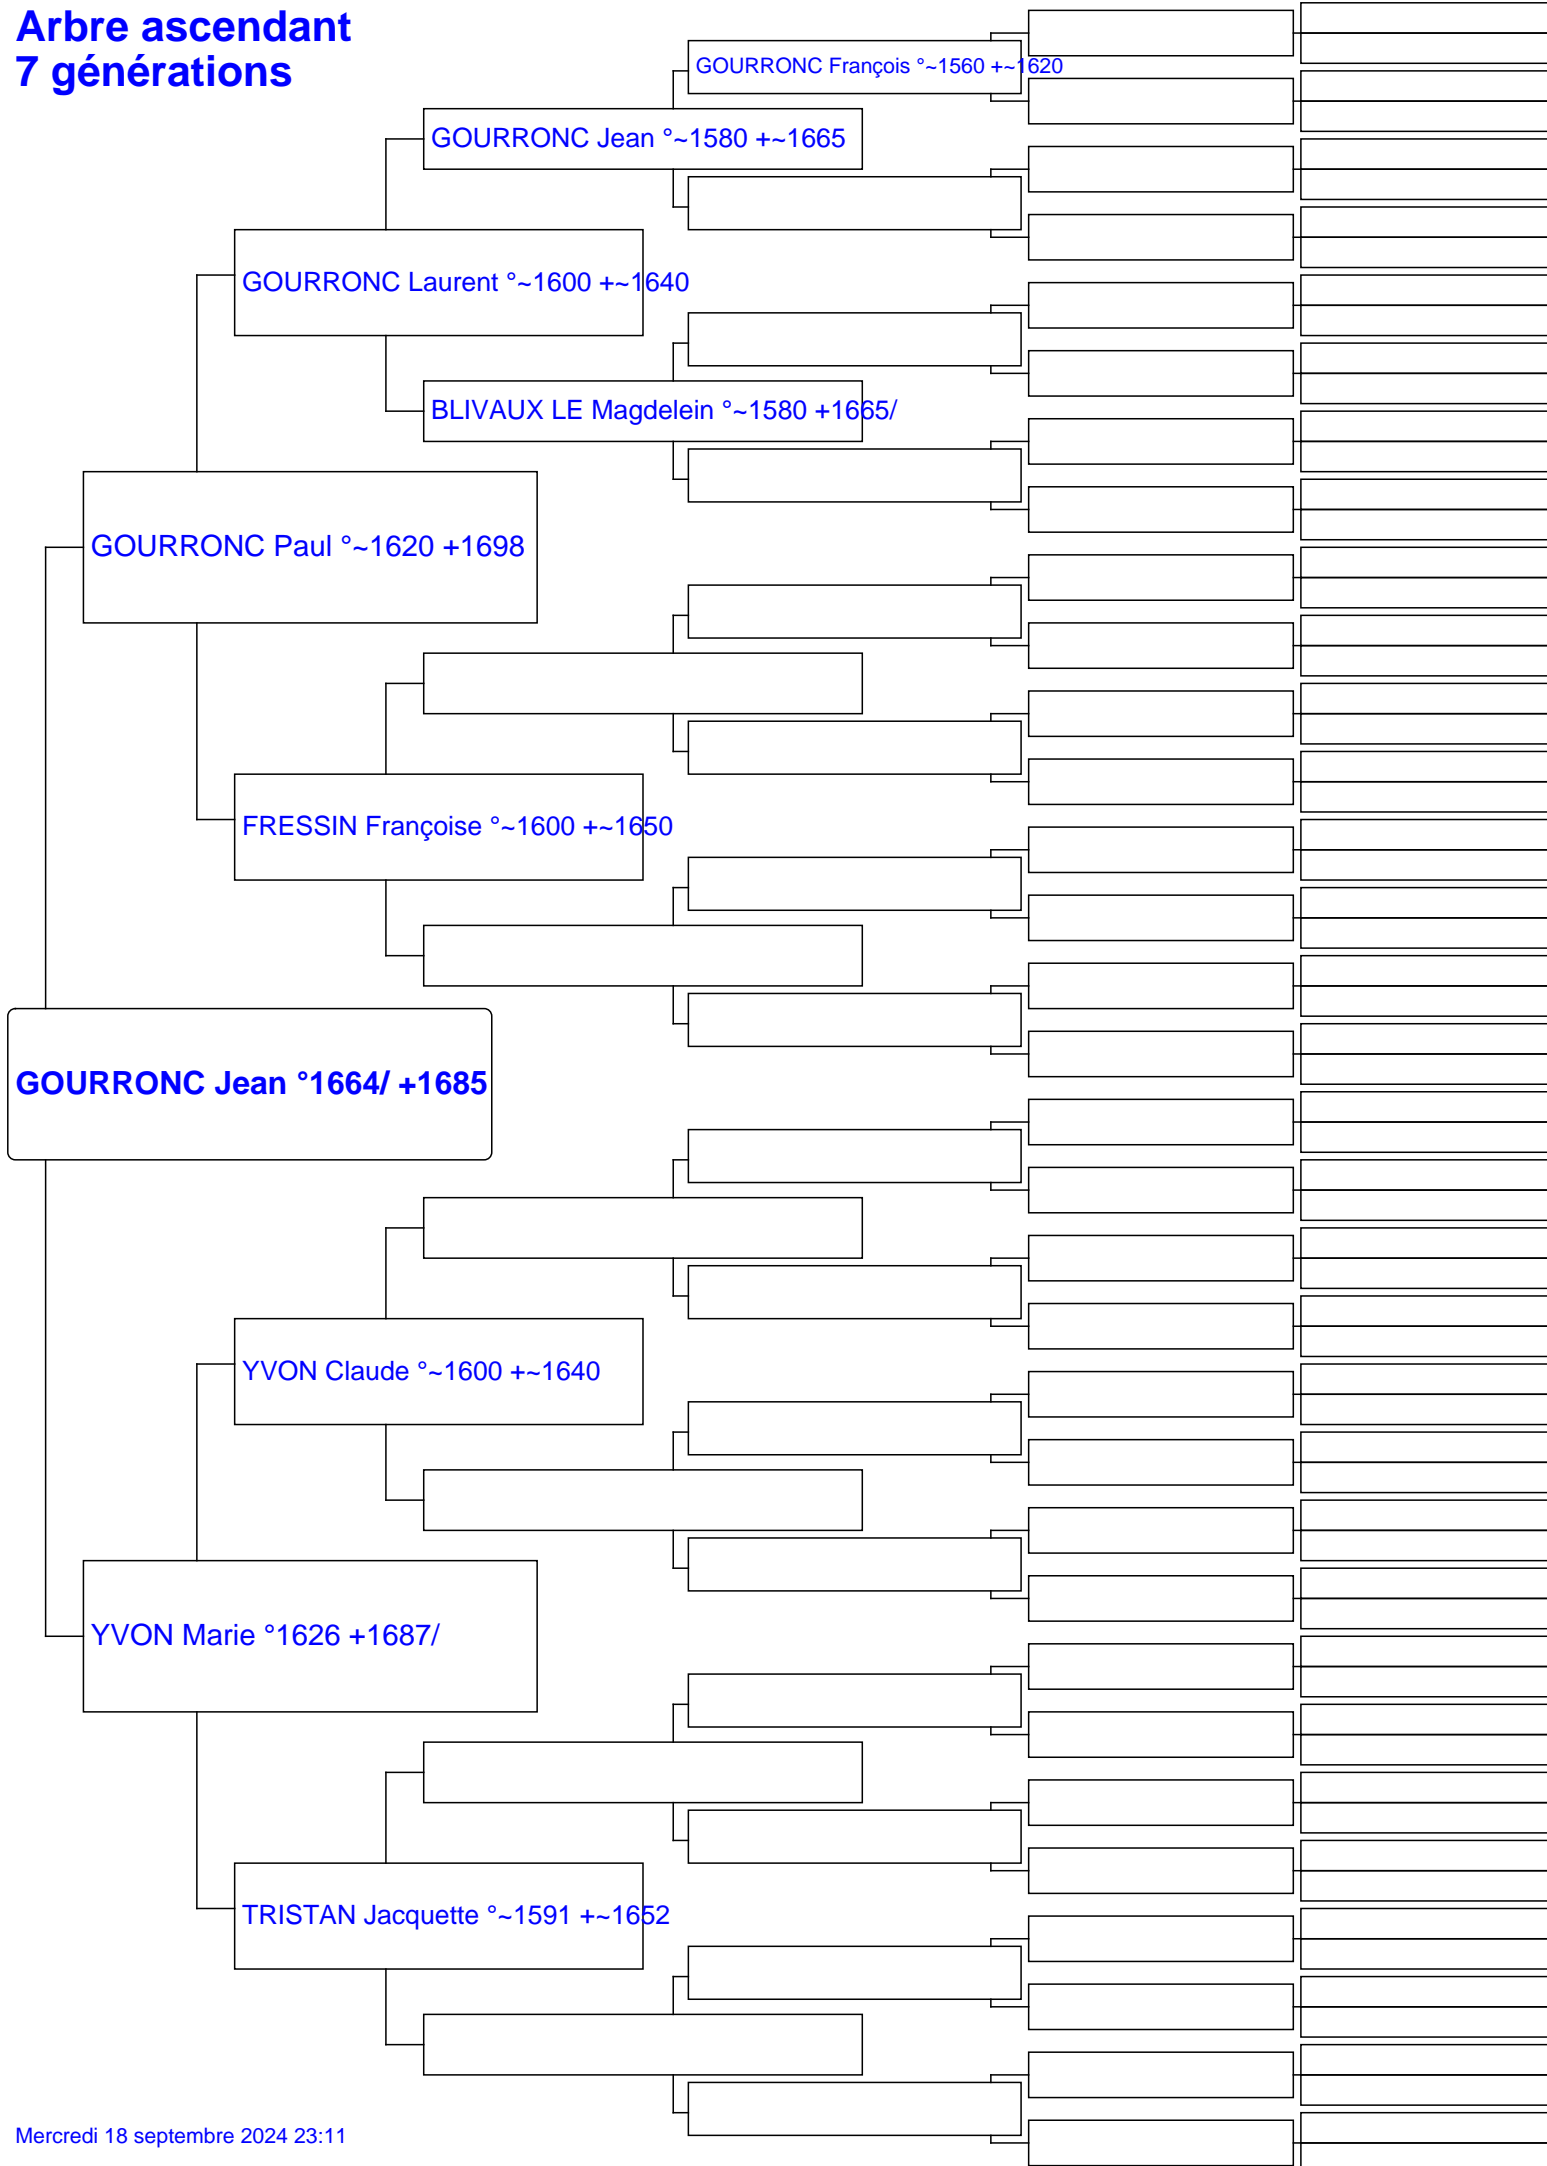 Arbre ascendant
7 générations
GOURRONC François °~1560 +~1620
GOURRONC Jean °~1580 +~1665
GOURRONC Laurent °~1600 +~1640
BLIVAUX LE Magdelein °~1580 +1665/
GOURRONC Paul °~1620 +1698
FRESSIN Françoise °~1600 +~1650
GOURRONC Jean °1664/ +1685
YVON Claude °~1600 +~1640
YVON Marie °1626 +1687/
TRISTAN Jacquette °~1591 +~1652
Mercredi 18 septembre 2024 23:11